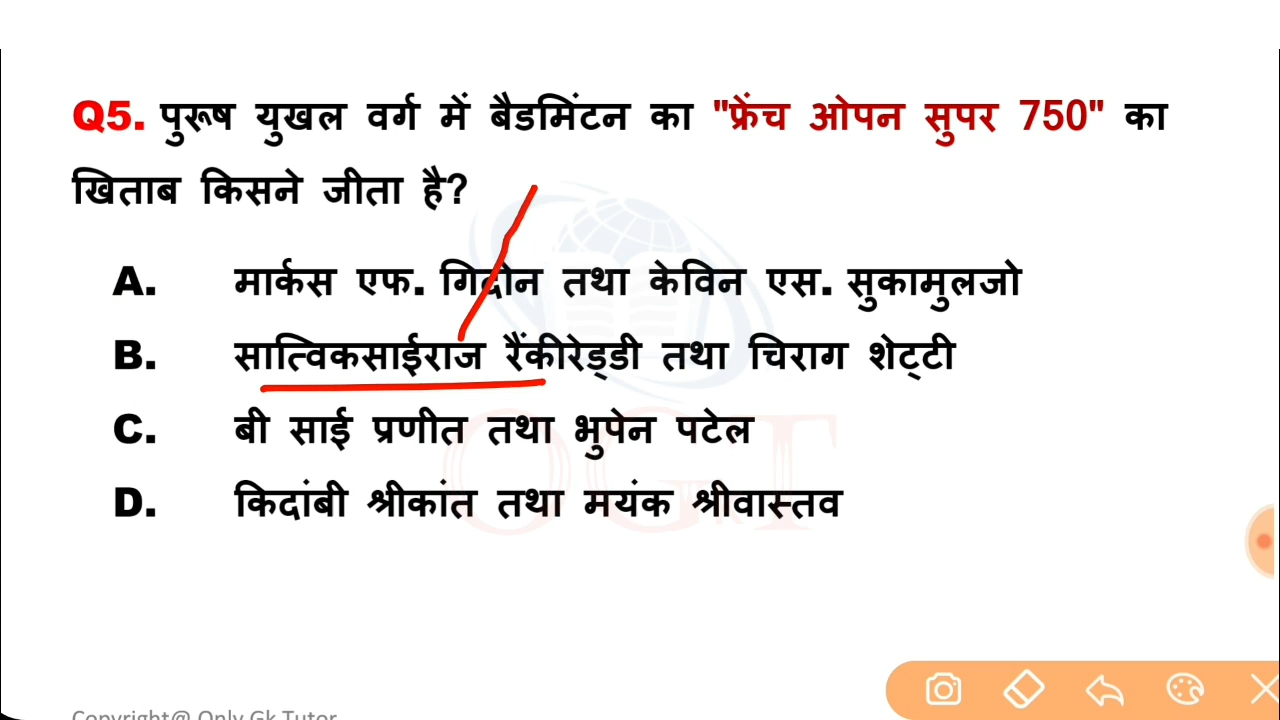 Q5. पुरूष युखल वर्ग में बैडमिंटन का "फ्रेंच ओपन सुपर 750" का
खिताब किसने जीता है?
A. मार्कस एफ. गिदोन तथा केविन एस. सुकामुलजो
B. सात्विकसाईराज रैंकीरेड्डी तथा चिराग शेट्टी
C. बी साई प्रणीत तथा भुपेन पटेल
D. किदांबी श्रीकांत तथा मयंक श्रीवास्तव
OGT
Copyright@ Only Gk Tutor